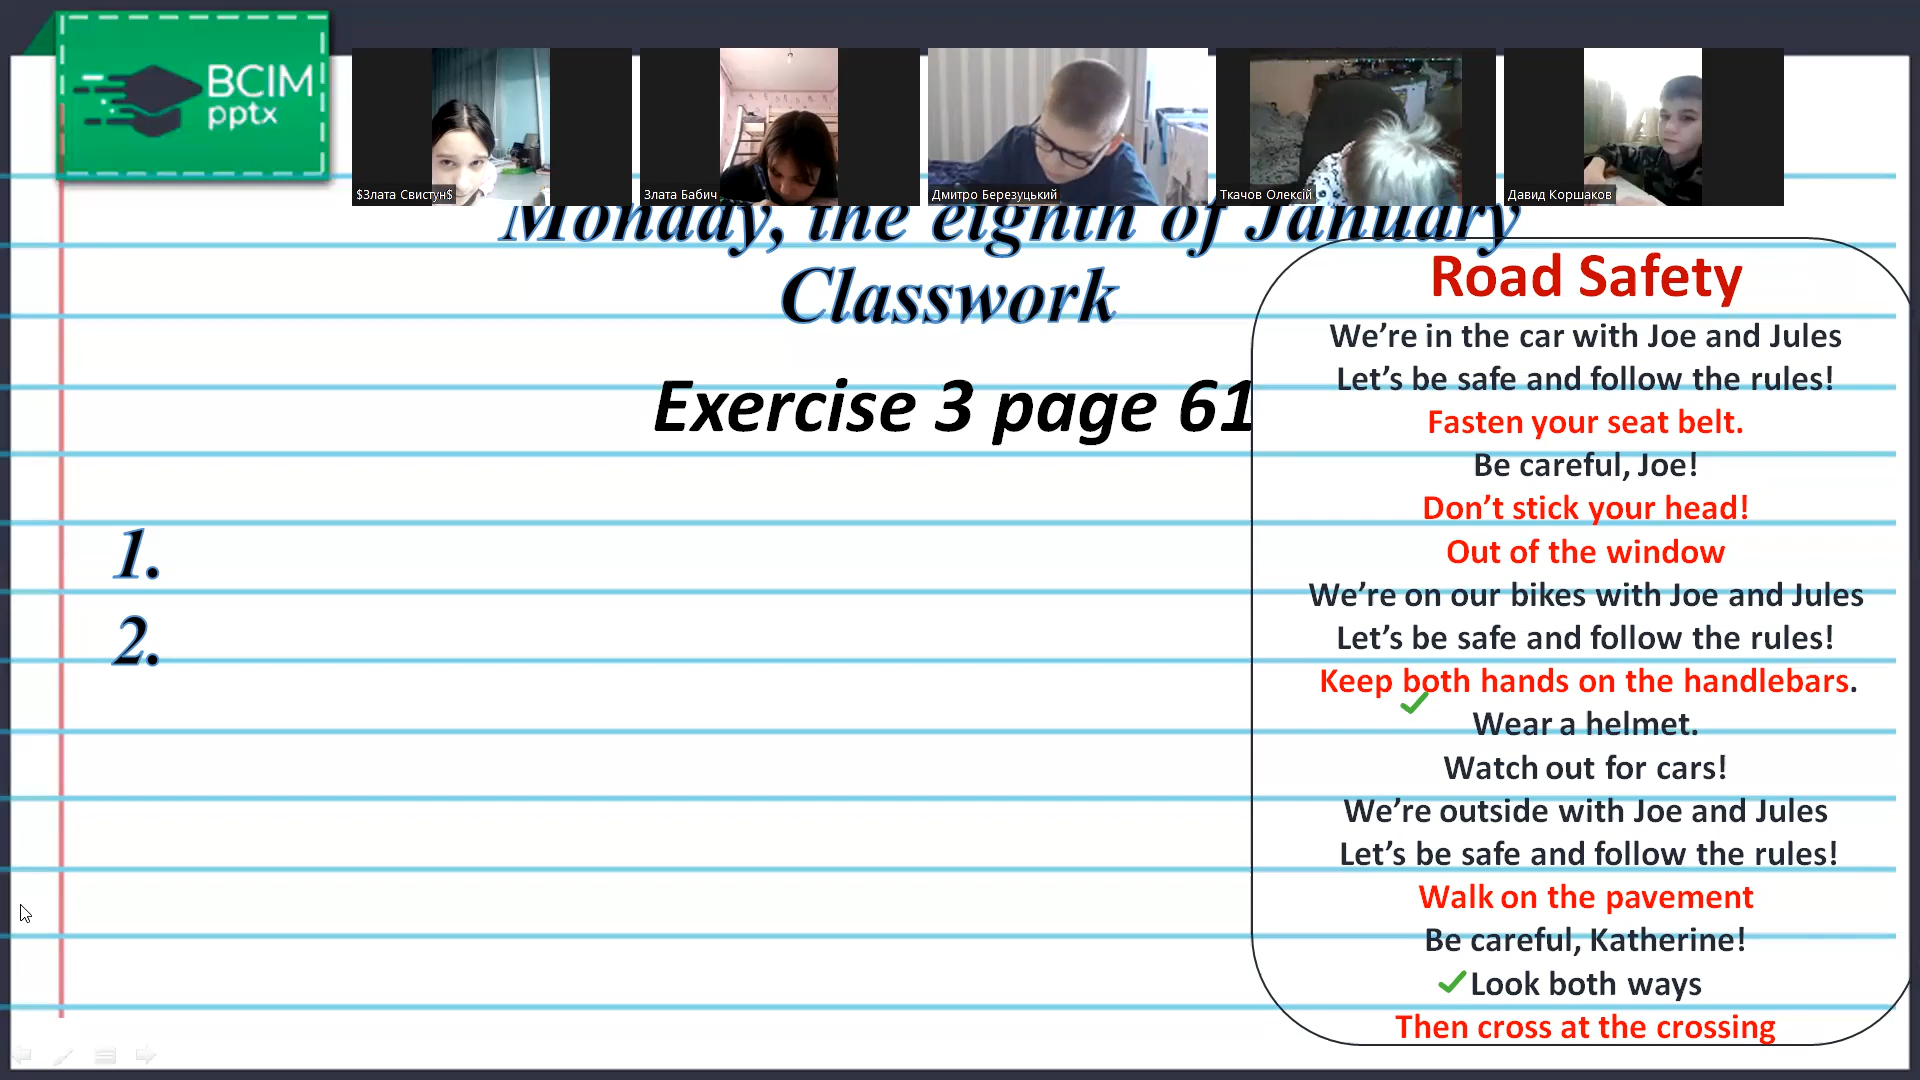 BCIM
pptx
$Злата Свистун$
Злата Бабич
Дмитро Березуцький
Ткачов Олексій
Давид Коршаков
Monday, the eighth of January
Classwork
Exercise 3 page 61
1.
2.
Road Safety
We’re in the car with Joe and Jules
Let’s be safe and follow the rules!
Fasten your seat belt.
Be careful, Joe!
Don’t stick your head!
Out of the window
We’re on our bikes with Joe and Jules
Let’s be safe and follow the rules!
Keep both hands on the handlebars.
Wear a helmet.
Watch out for cars!
We’re outside with Joe and Jules
Let’s be safe and follow the rules!
Walk on the pavement
Be careful, Katherine!
Look both ways
Then cross at the crossing